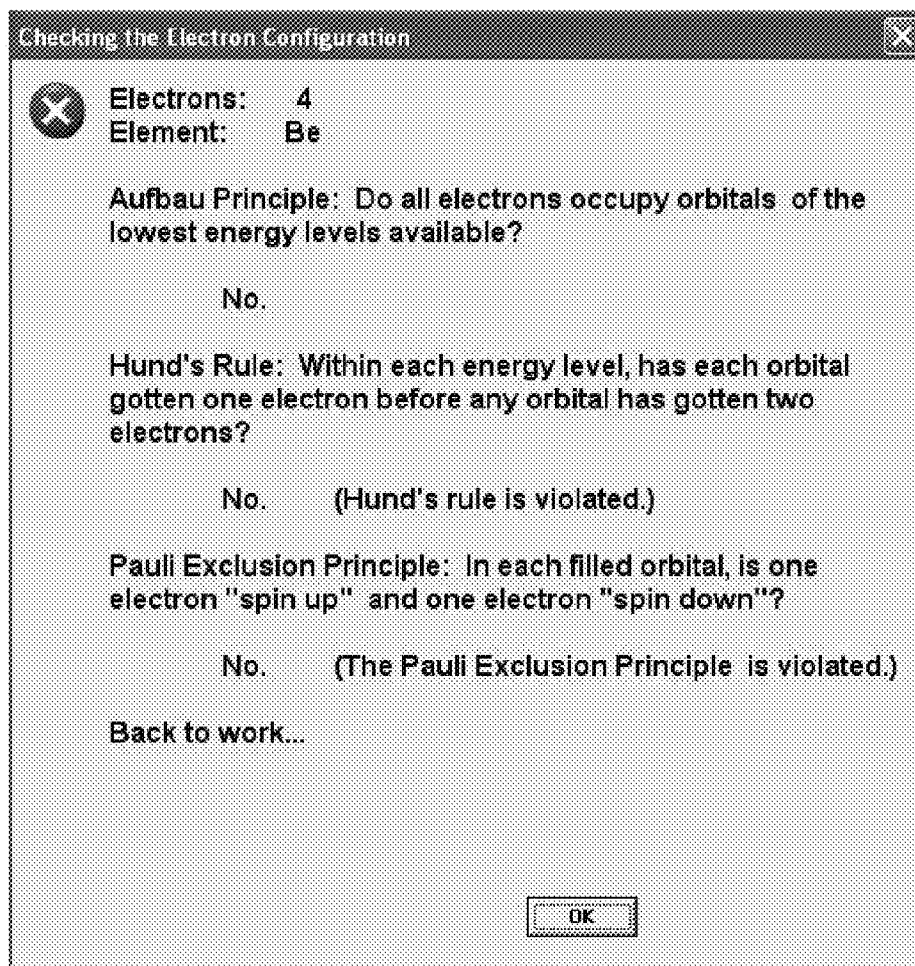 Checking the Electron Configuration
Electrons: 4
Element: Be
Aufbau Principle: Do all electrons occupy orbitals of the
lowest energy levels available?
No.
Hund's Rule: Within each energy level, has each orbital
gotten one electron before any orbital has gotten two
electrons?
No. (Hund's rule is violated.)
Pauli Exclusion Principle: In each filled orbital, is one
electron "spin up" and one electron "spin down"?
No. (The Pauli Exclusion Principle is violated.)
Back to work...
OK